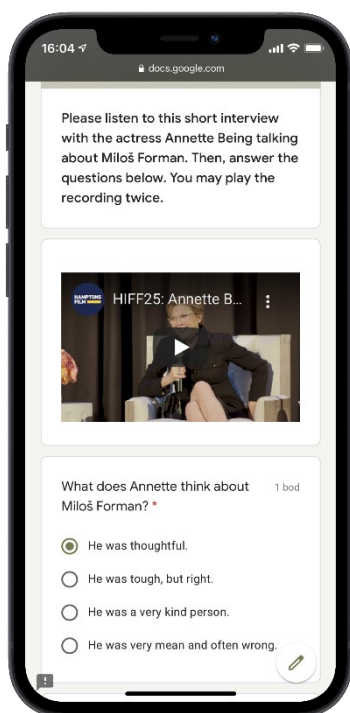 16:04
docs.google.com
Please listen to this short interview
with the actress Annette Being talking
about Miloš Forman. Then, answer the
questions below. You may play the
recording twice.
HAMPTONS
FILM
HIFF25: Annette B...
What does Annette think about
Miloš Forman? *
1 bod
He was thoughtful.
He was tough, but right.
He was a very kind person.
He was very mean and often wrong.